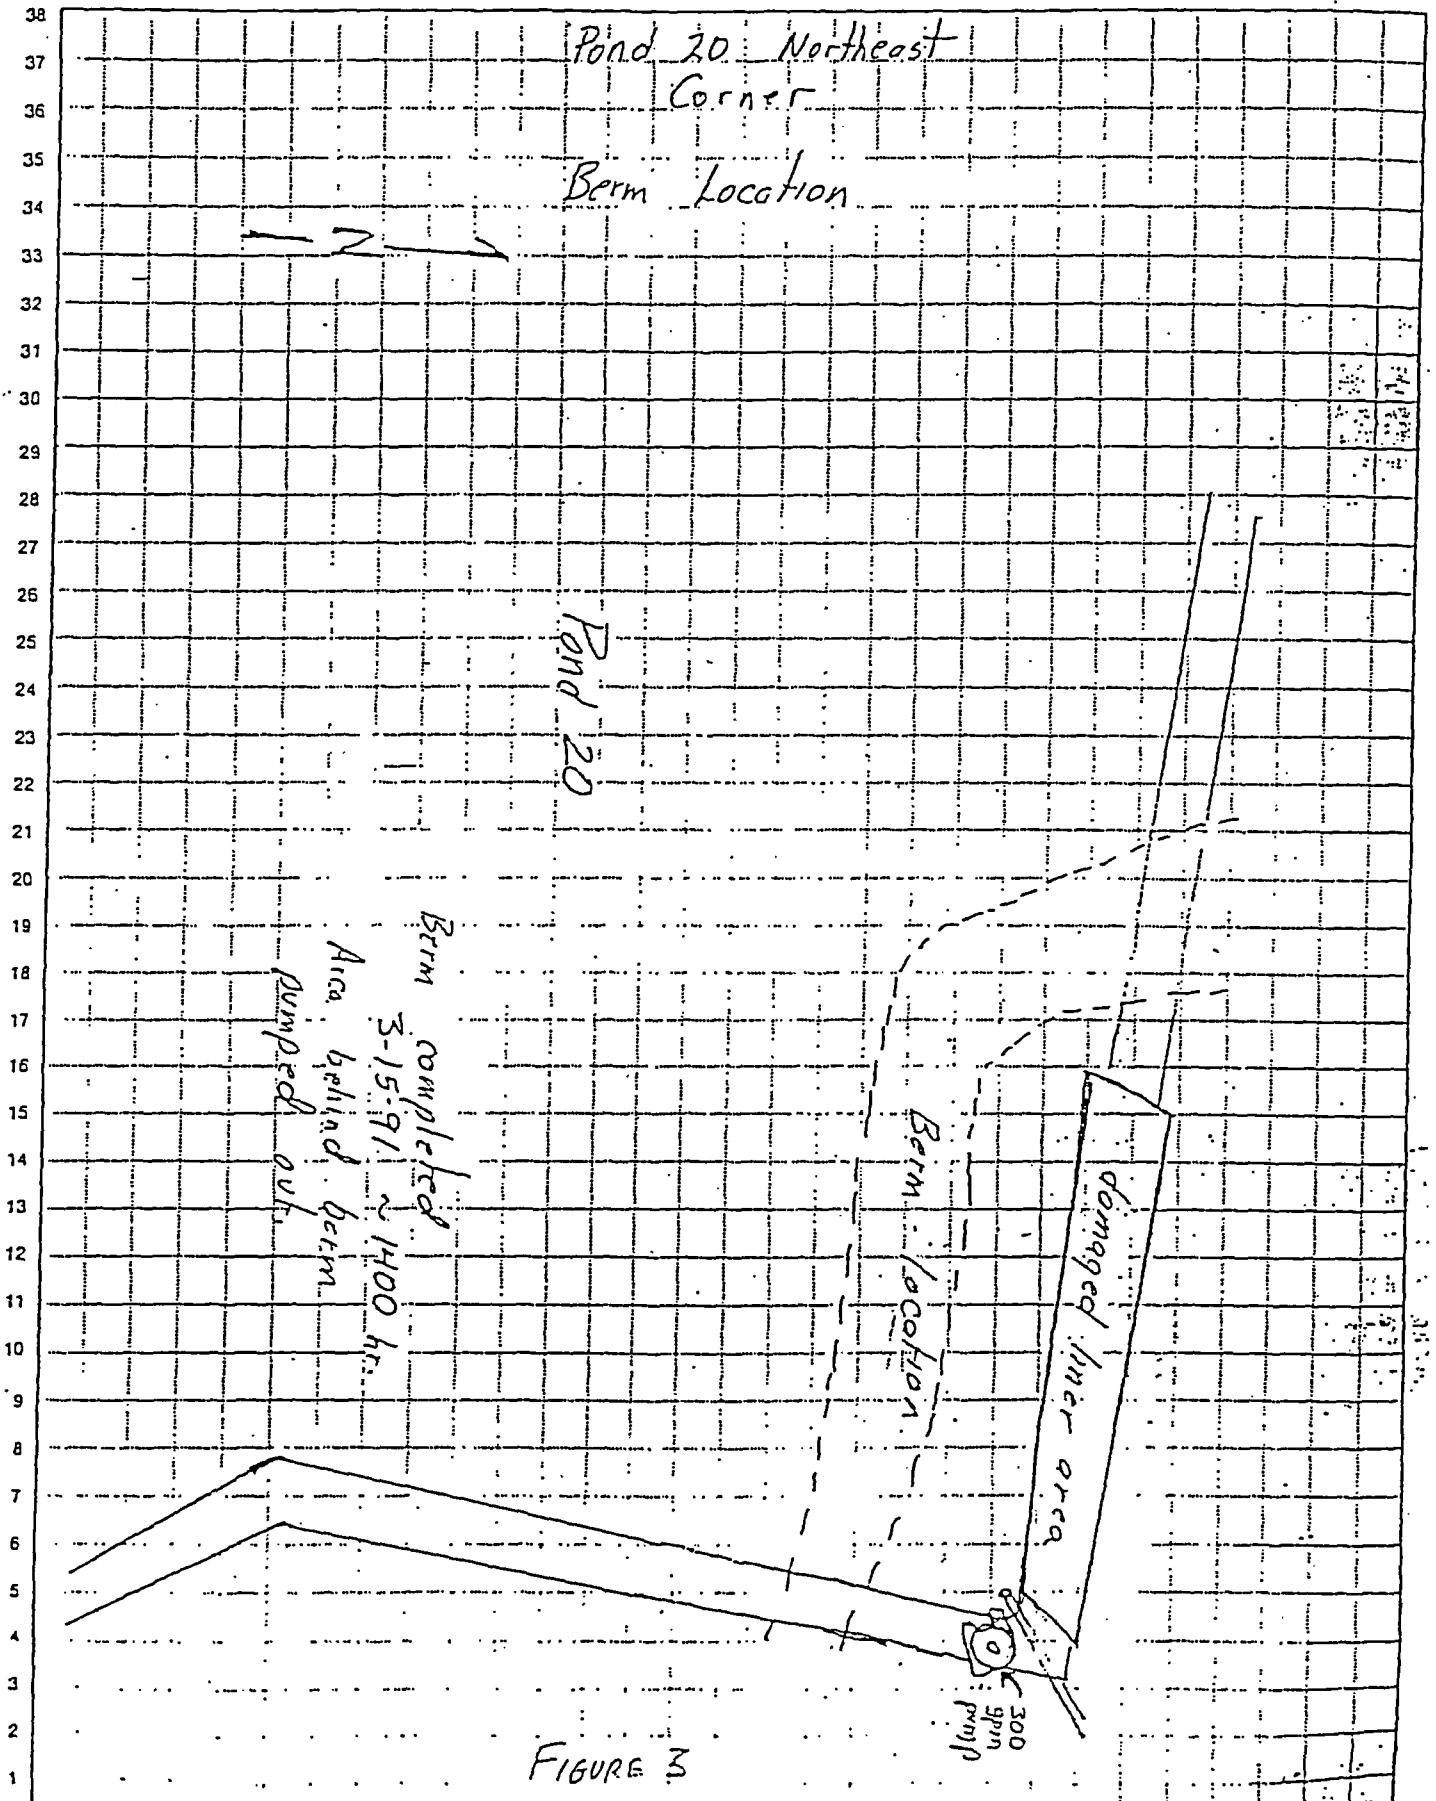 38
37
36
35
34
33
32
31
30
29
28
27
26
25
24
23
22
21
20
19
18
17
16
15
14
13
12
11
10
9
8
7
6
5
4
3
2
1
Pond 20 Northeast
Corner
Berm Location
N
Pond 20
Berm completed
3-15-91 ~ 1400 hr.
Area behind berm
pumped out.
Berm location
damaged liner area
300
gpm
pump
FIGURE 3